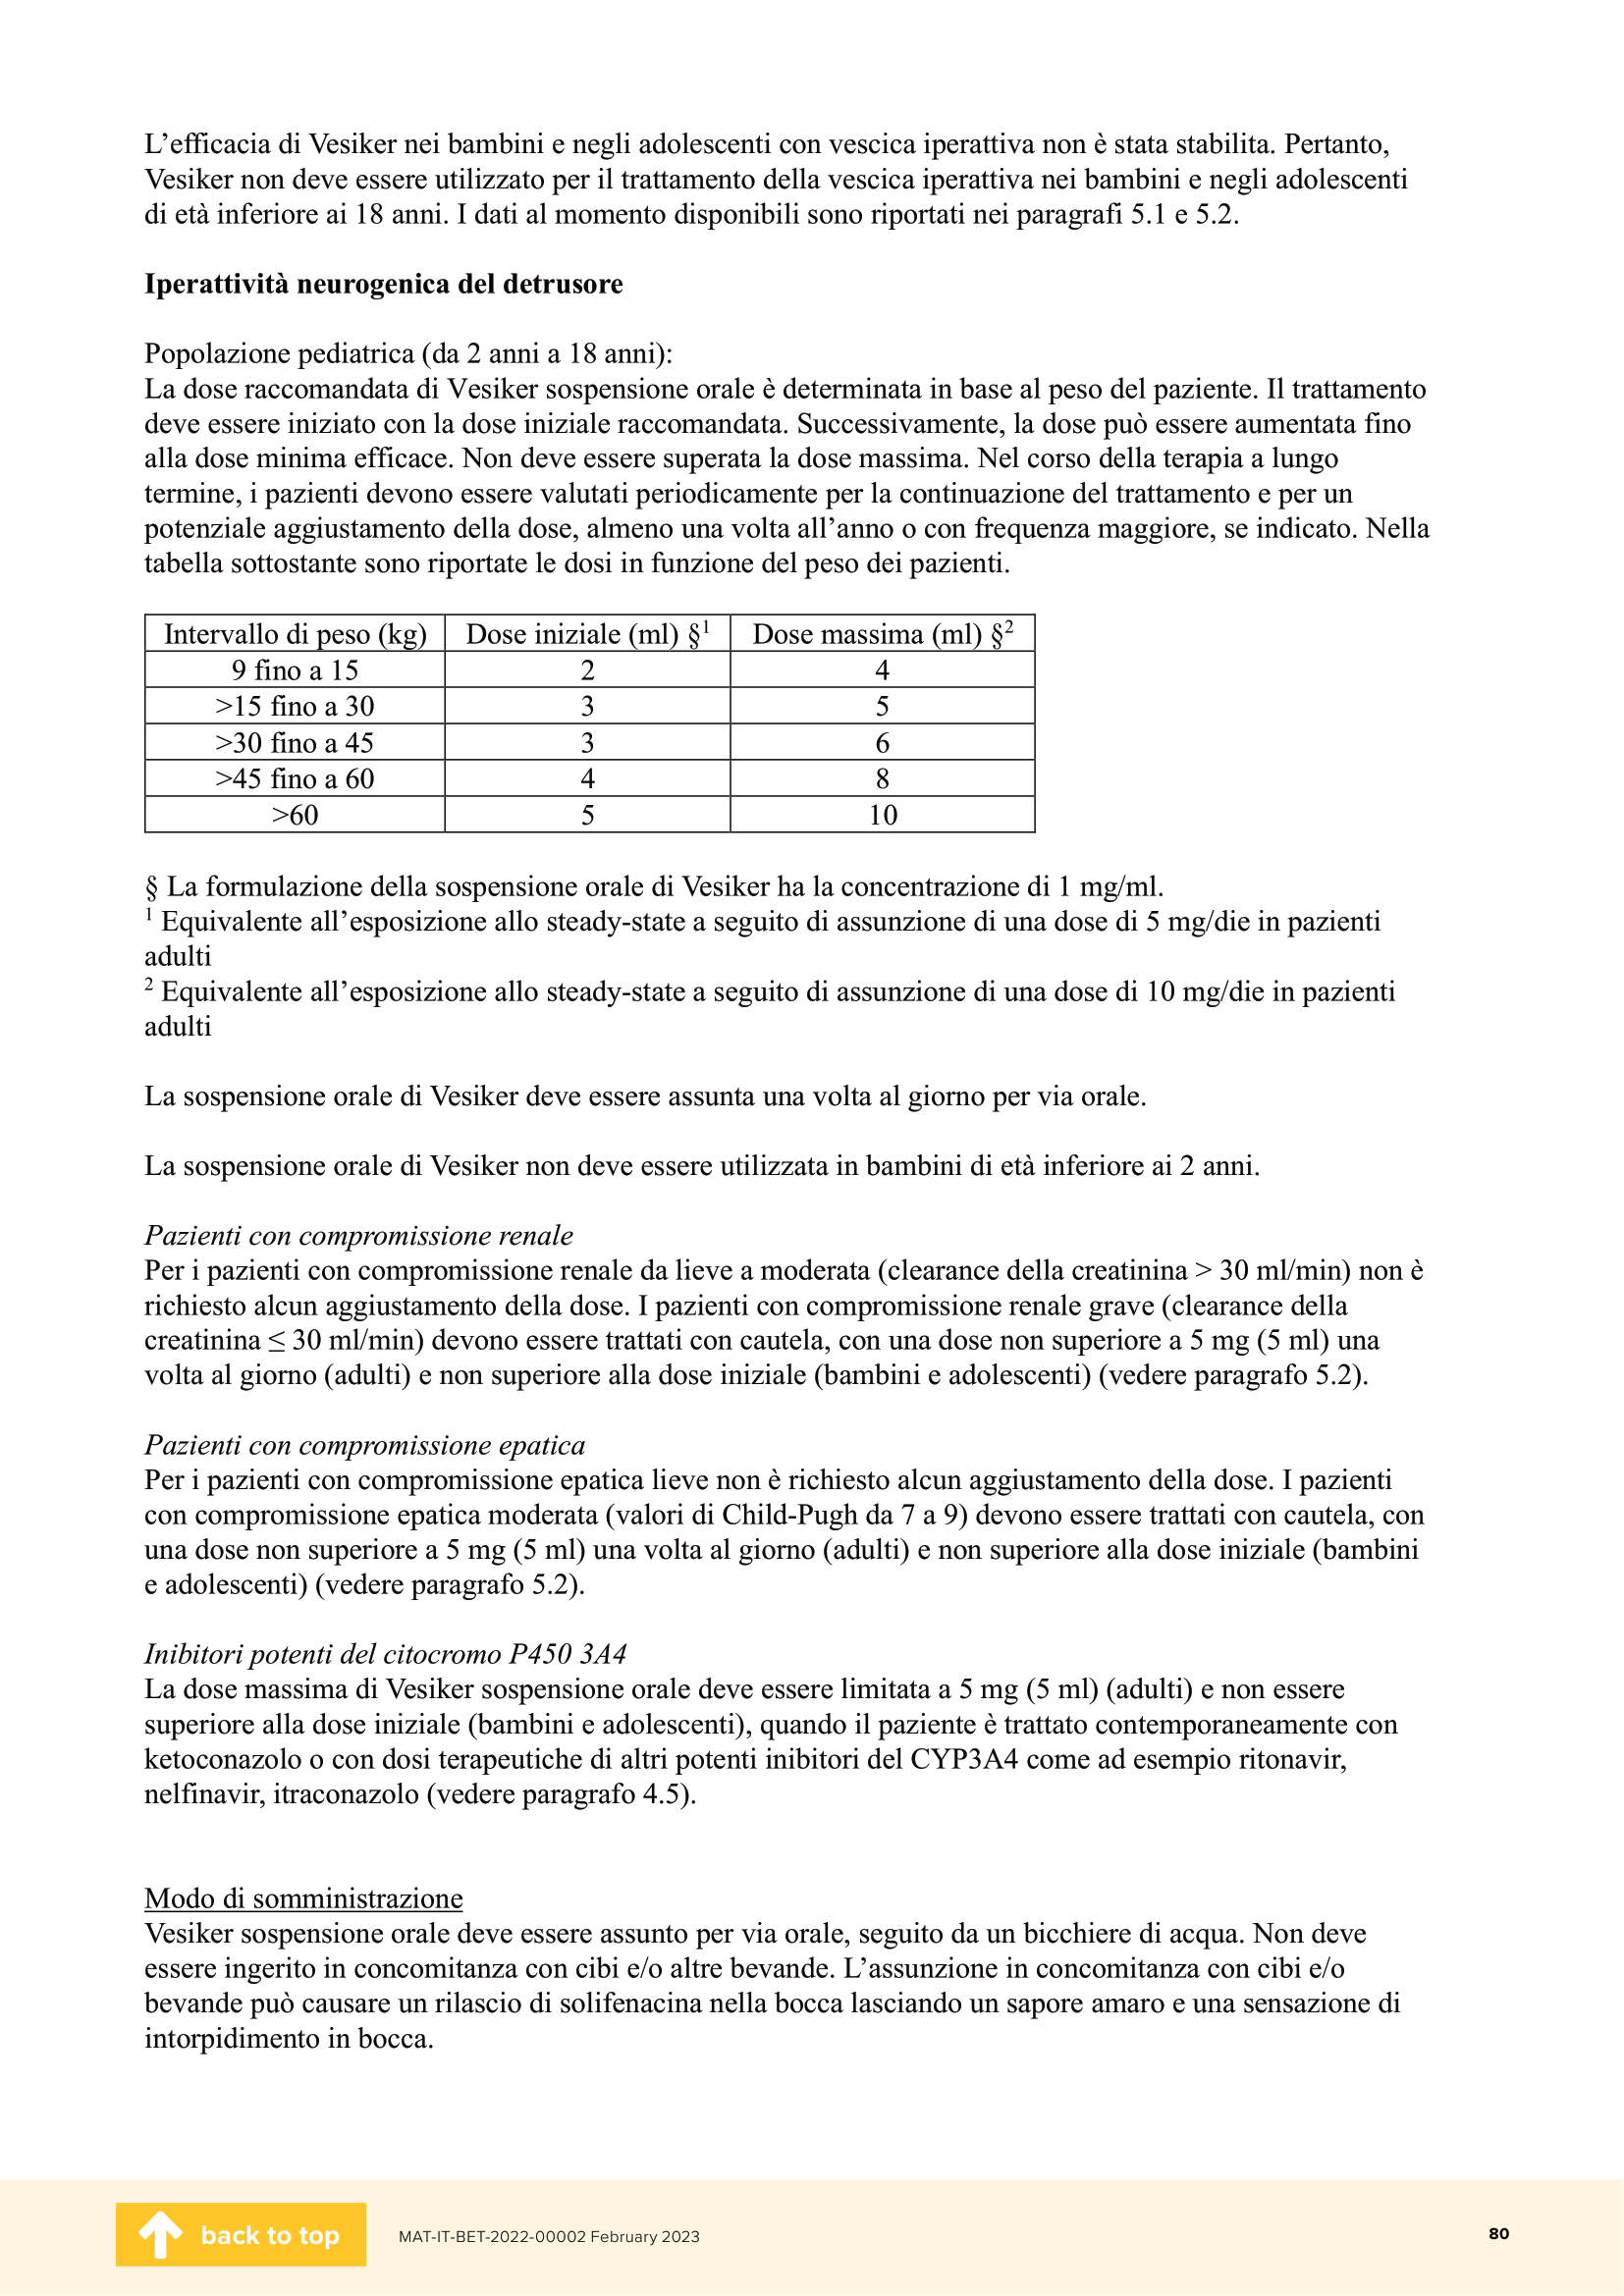 L’efficacia di Vesiker nei bambini e negli adolescenti con vescica iperattiva non è stata stabilita. Pertanto,
Vesiker non deve essere utilizzato per il trattamento della vescica iperattiva nei bambini e negli adolescenti
di età inferiore ai 18 anni. I dati al momento disponibili sono riportati nei paragrafi 5.1 e 5.2.
Iperattività neurogenica del detrusore
Popolazione pediatrica (da 2 anni a 18 anni):
La dose raccomandata di Vesiker sospensione orale è determinata in base al peso del paziente. Il trattamento
deve essere iniziato con la dose iniziale raccomandata. Successivamente, la dose può essere aumentata fino
alla dose minima efficace. Non deve essere superata la dose massima. Nel corso della terapia a lungo
termine, i pazienti devono essere valutati periodicamente per la continuazione del trattamento e per un
potenziale aggiustamento della dose, almeno una volta all’anno o con frequenza maggiore, se indicato. Nella
tabella sottostante sono riportate le dosi in funzione del peso dei pazienti.
Intervallo di peso (kg) Dose iniziale (ml) §1 Dose massima (ml) §2
9 fino a 15 2 4
>15 fino a 30 3 5
>30 fino a 45 3 6
>45 fino a 60 4 8
>60 5 10
§ La formulazione della sospensione orale di Vesiker ha la concentrazione di 1 mg/ml.
1 Equivalente all’esposizione allo steady-state a seguito di assunzione di una dose di 5 mg/die in pazienti
adulti
2 Equivalente all’esposizione allo steady-state a seguito di assunzione di una dose di 10 mg/die in pazienti
adulti
La sospensione orale di Vesiker deve essere assunta una volta al giorno per via orale.
La sospensione orale di Vesiker non deve essere utilizzata in bambini di età inferiore ai 2 anni.
Pazienti con compromissione renale
Per i pazienti con compromissione renale da lieve a moderata (clearance della creatinina > 30 ml/min) non è
richiesto alcun aggiustamento della dose. I pazienti con compromissione renale grave (clearance della
creatinina ≤ 30 ml/min) devono essere trattati con cautela, con una dose non superiore a 5 mg (5 ml) una
volta al giorno (adulti) e non superiore alla dose iniziale (bambini e adolescenti) (vedere paragrafo 5.2).
Pazienti con compromissione epatica
Per i pazienti con compromissione epatica lieve non è richiesto alcun aggiustamento della dose. I pazienti
con compromissione epatica moderata (valori di Child-Pugh da 7 a 9) devono essere trattati con cautela, con
una dose non superiore a 5 mg (5 ml) una volta al giorno (adulti) e non superiore alla dose iniziale (bambini
e adolescenti) (vedere paragrafo 5.2).
Inibitori potenti del citocromo P450 3A4
La dose massima di Vesiker sospensione orale deve essere limitata a 5 mg (5 ml) (adulti) e non essere
superiore alla dose iniziale (bambini e adolescenti), quando il paziente è trattato contemporaneamente con
ketoconazolo o con dosi terapeutiche di altri potenti inibitori del CYP3A4 come ad esempio ritonavir,
nelfinavir, itraconazolo (vedere paragrafo 4.5).
Modo di somministrazione
Vesiker sospensione orale deve essere assunto per via orale, seguito da un bicchiere di acqua. Non deve
essere ingerito in concomitanza con cibi e/o altre bevande. L’assunzione in concomitanza con cibi e/o
bevande può causare un rilascio di solifenacina nella bocca lasciando un sapore amaro e una sensazione di
intorpidimento in bocca.
back to top MAT-IT-BET-2022-00002 February 2023 80